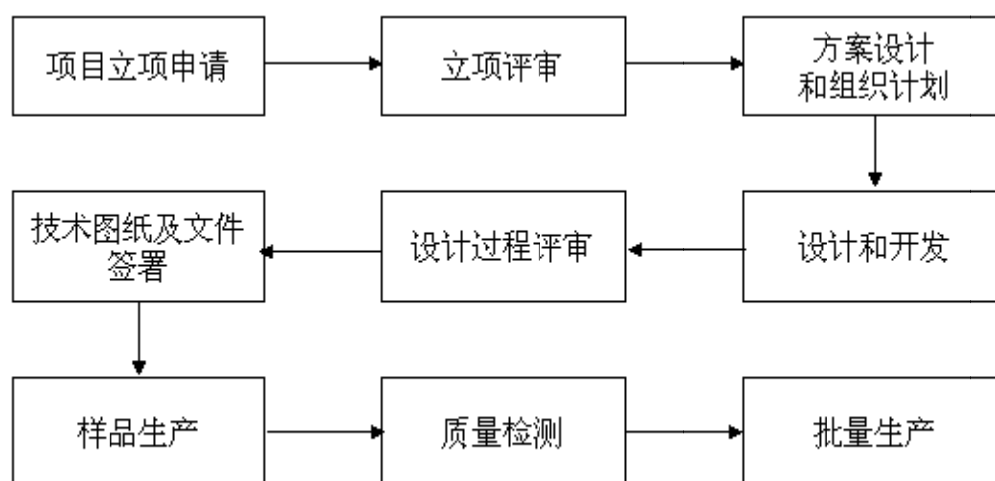 项目立项申请
立项评审
方案设计
和组织计划
设计和开发
设计过程评审
技术图纸及文件
签署
样品生产
质量检测
批量生产